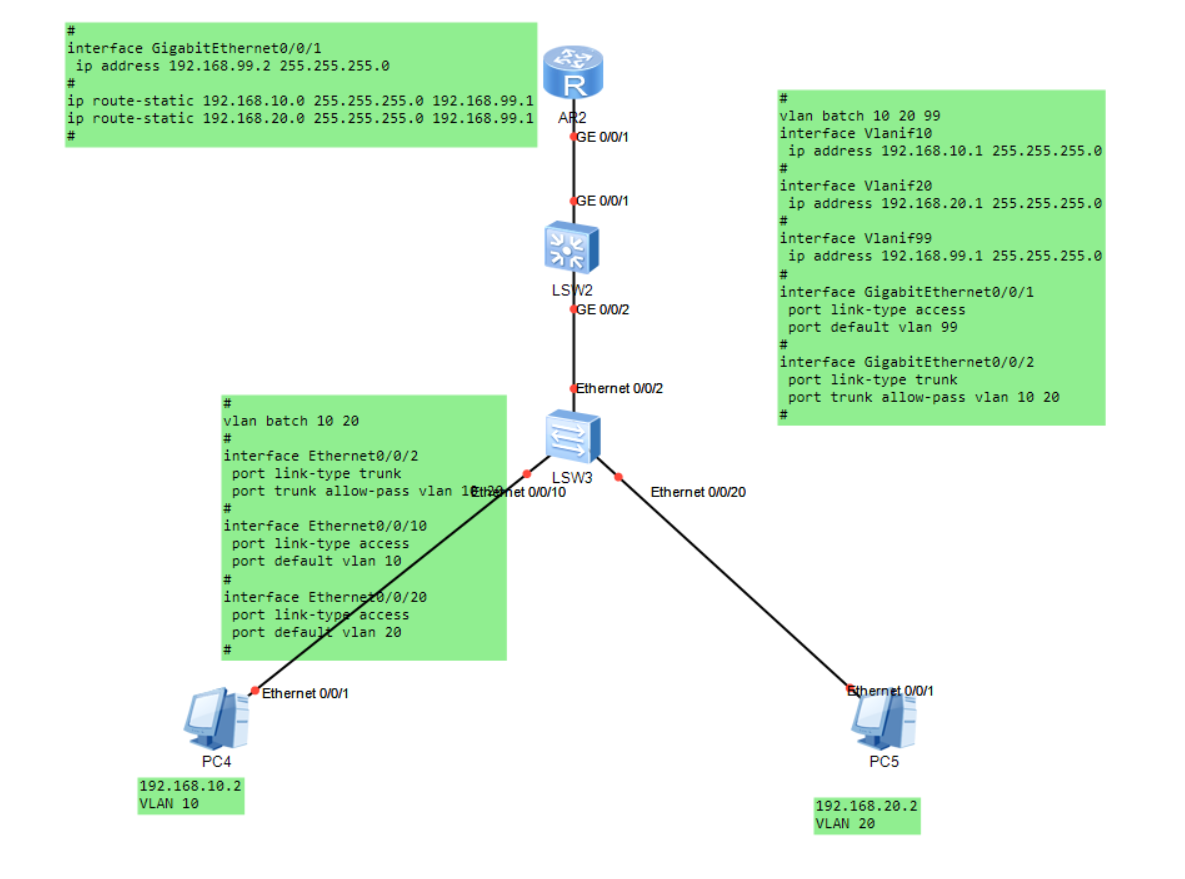 #
interface GigabitEthernet0/0/1
ip address 192.168.99.2 255.255.255.0
#
ip route-static 192.168.10.0 255.255.255.0 192.168.99.1
ip route-static 192.168.20.0 255.255.255.0 192.168.99.1
#
R
AR2
GE 0/0/1
GE 0/0/1
LSW2
GE 0/0/2
Ethernet 0/0/2
LSW3
#
vlan batch 10 20 99
interface Vlanif10
ip address 192.168.10.1 255.255.255.0
#
interface Vlanif20
ip address 192.168.20.1 255.255.255.0
#
interface Vlanif99
ip address 192.168.99.1 255.255.255.0
#
interface GigabitEthernet0/0/1
port link-type access
port default vlan 99
#
interface GigabitEthernet0/0/2
port link-type trunk
port trunk allow-pass vlan 10 20
#
#
vlan batch 10 20
#
interface Ethernet0/0/2
port link-type trunk
port trunk allow-pass vlan 10 20
#
interface Ethernet0/0/10
port link-type access
port default vlan 10
#
interface Ethernet0/0/20
port link-type access
port default vlan 20
#
Ethernet 0/0/10
Ethernet 0/0/20
Ethernet 0/0/1
PC4
192.168.10.2
VLAN 10
Ethernet 0/0/1
PC5
192.168.20.2
VLAN 20